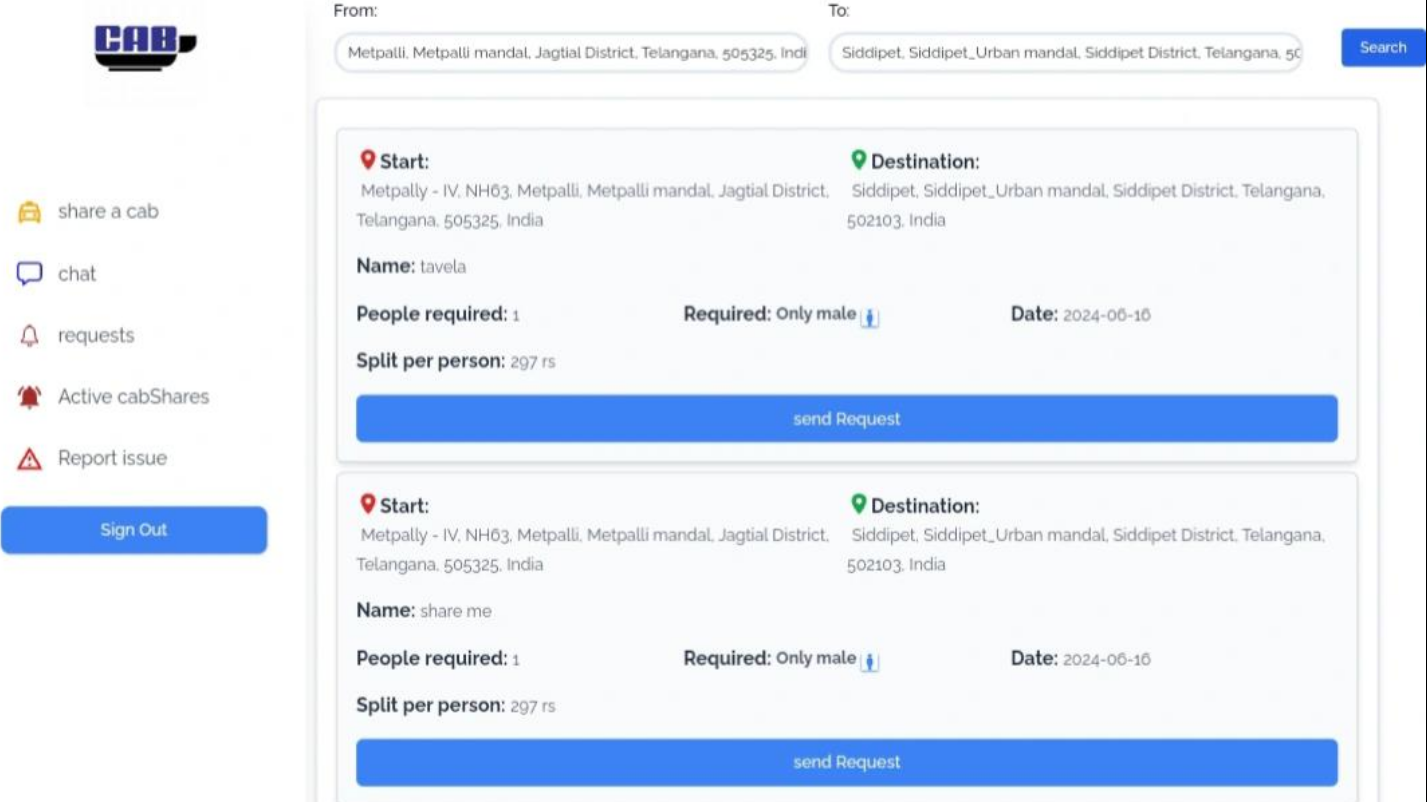 CAB
share a cab
chat
requests
Active cabShares
Report issue
Sign Out
From:
To:
Metpalli, Metpalli mandal, Jagtial District, Telangana, 505325, Indi
Siddipet, Siddipet_Urban mandal, Siddipet District, Telangana, 50
Search
Start:
Metpally - IV, NH63, Metpalli, Metpalli mandal, Jagtial District,
Telangana, 505325, India
Destination:
Siddipet, Siddipet_Urban mandal, Siddipet District, Telangana,
502103, India
Name: tavela
People required: 1
Required: Only male
Date: 2024-06-16
Split per person: 297 rs
send Request
Start:
Metpally - IV, NH63, Metpalli, Metpalli mandal, Jagtial District,
Telangana, 505325, India
Destination:
Siddipet, Siddipet_Urban mandal, Siddipet District, Telangana,
502103, India
Name: share me
People required: 1
Required: Only male
Date: 2024-06-16
Split per person: 297 rs
send Request